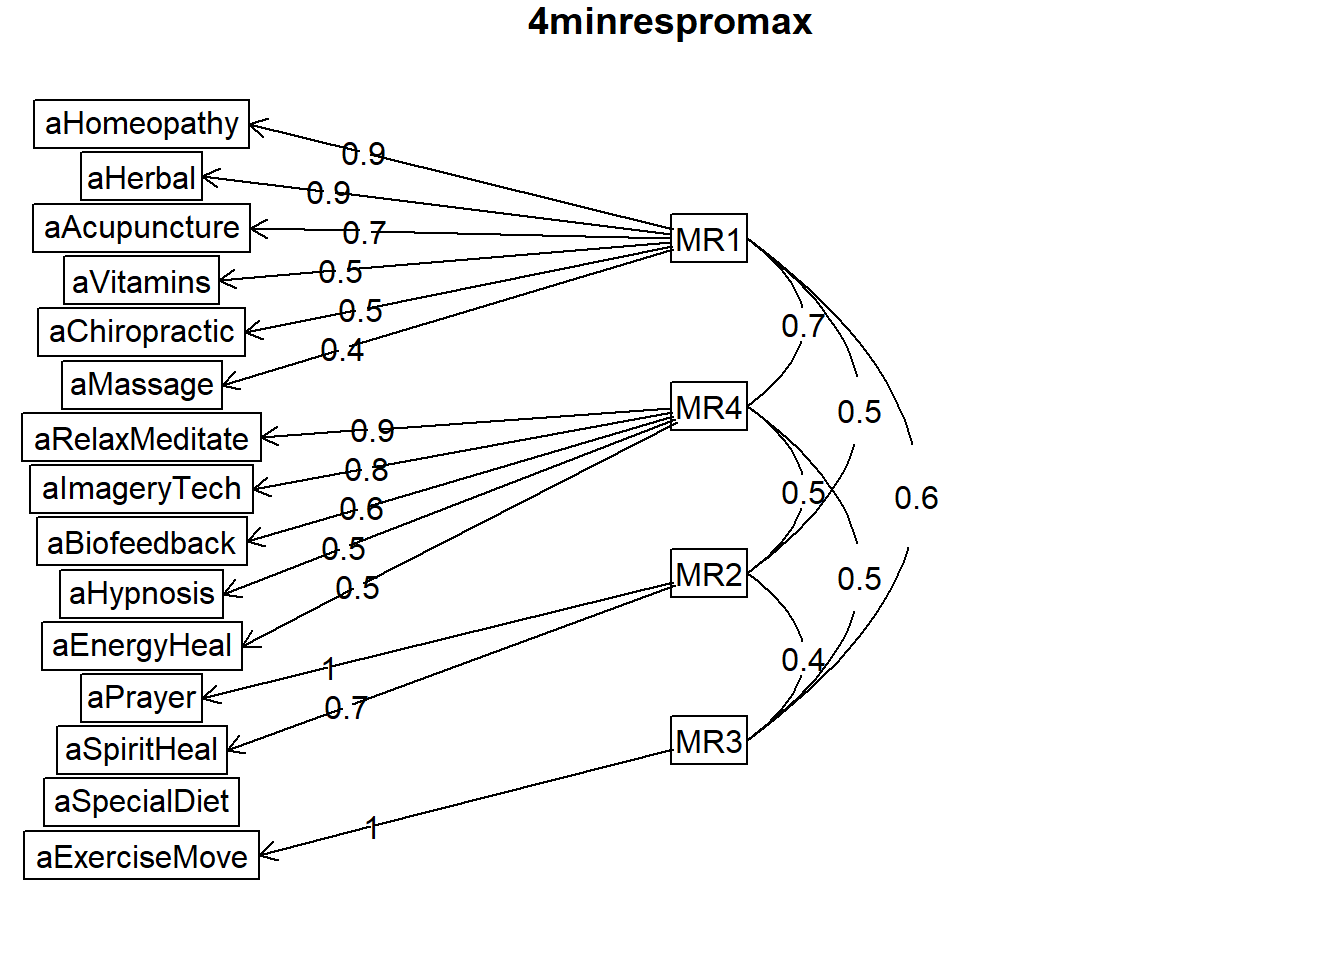 4minrespromax
aHomeopathy
aHerbal
aAcupuncture
aVitamins
aChiropractic
aMassage
aRelaxMeditate
aImageryTech
aBiofeedback
aHypnosis
aEnergyHeal
aPrayer
aSpiritHeal
aSpecialDiet
aExerciseMove
0.9
0.9
0.7
0.5
0.5
0.4
0.9
0.8
0.6
0.5
0.5
1
0.7
1
MR1
MR4
MR2
MR3
0.7
0.5
0.5
0.6
0.5
0.4